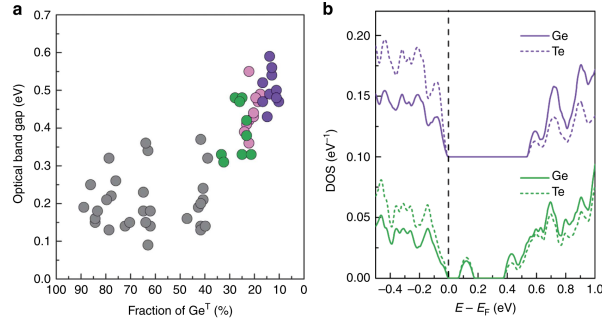 a
0.7
0.6
0.5
0.4
0.3
0.2
0.1
0.0
Optical band gap (eV)
100 90 80 70 60 50 40 30 20 10 0
Fraction of Ge^T (%)
b
0.20
0.15
0.10
0.05
0.00
DOS (eV⁻¹)
Ge
Te
Ge
Te
−0.4 −0.2 0.0 0.2 0.4 0.6 0.8 1.0
E − E_F (eV)